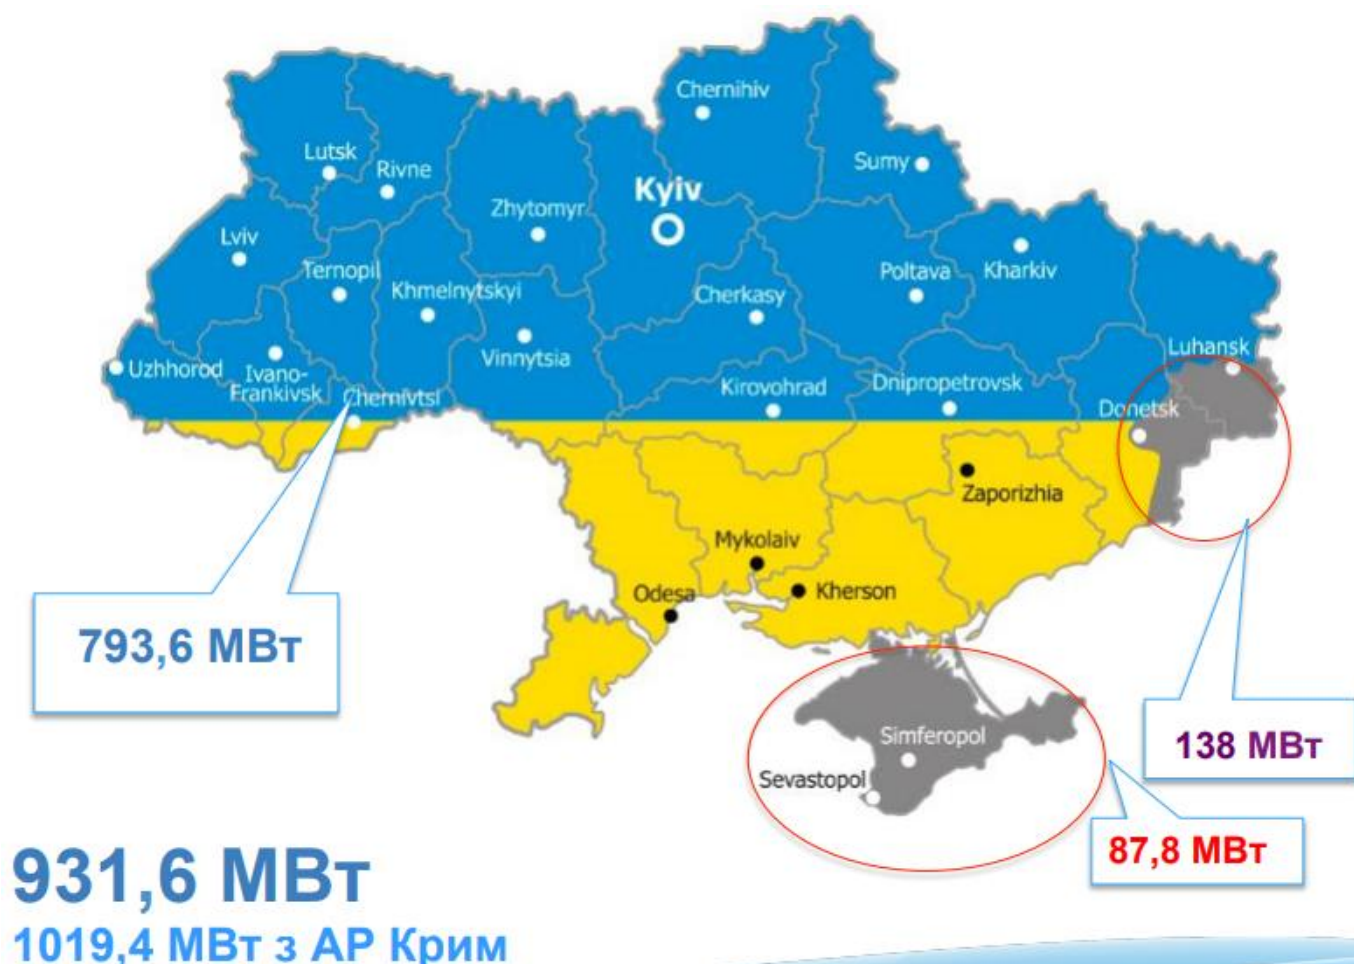 Chernihiv
Lutsk
Rivne
Sumy
Kyiv
Zhytomyr
Lviv
Ternopil
Khmelnytskyi
Cherkasy
Poltava
Kharkiv
Uzhhorod
Ivano-
Frankivsk
Vinnytsia
Luhansk
Chernivtsi
Kirovohrad
Dnipropetrovsk
Donetsk
Zaporizhia
Mykolaiv
Odesa
Kherson
793,6 МВт
Simferopol
Sevastopol
138 МВт
87,8 МВт
931,6 МВт
1019,4 МВт з АР Крим